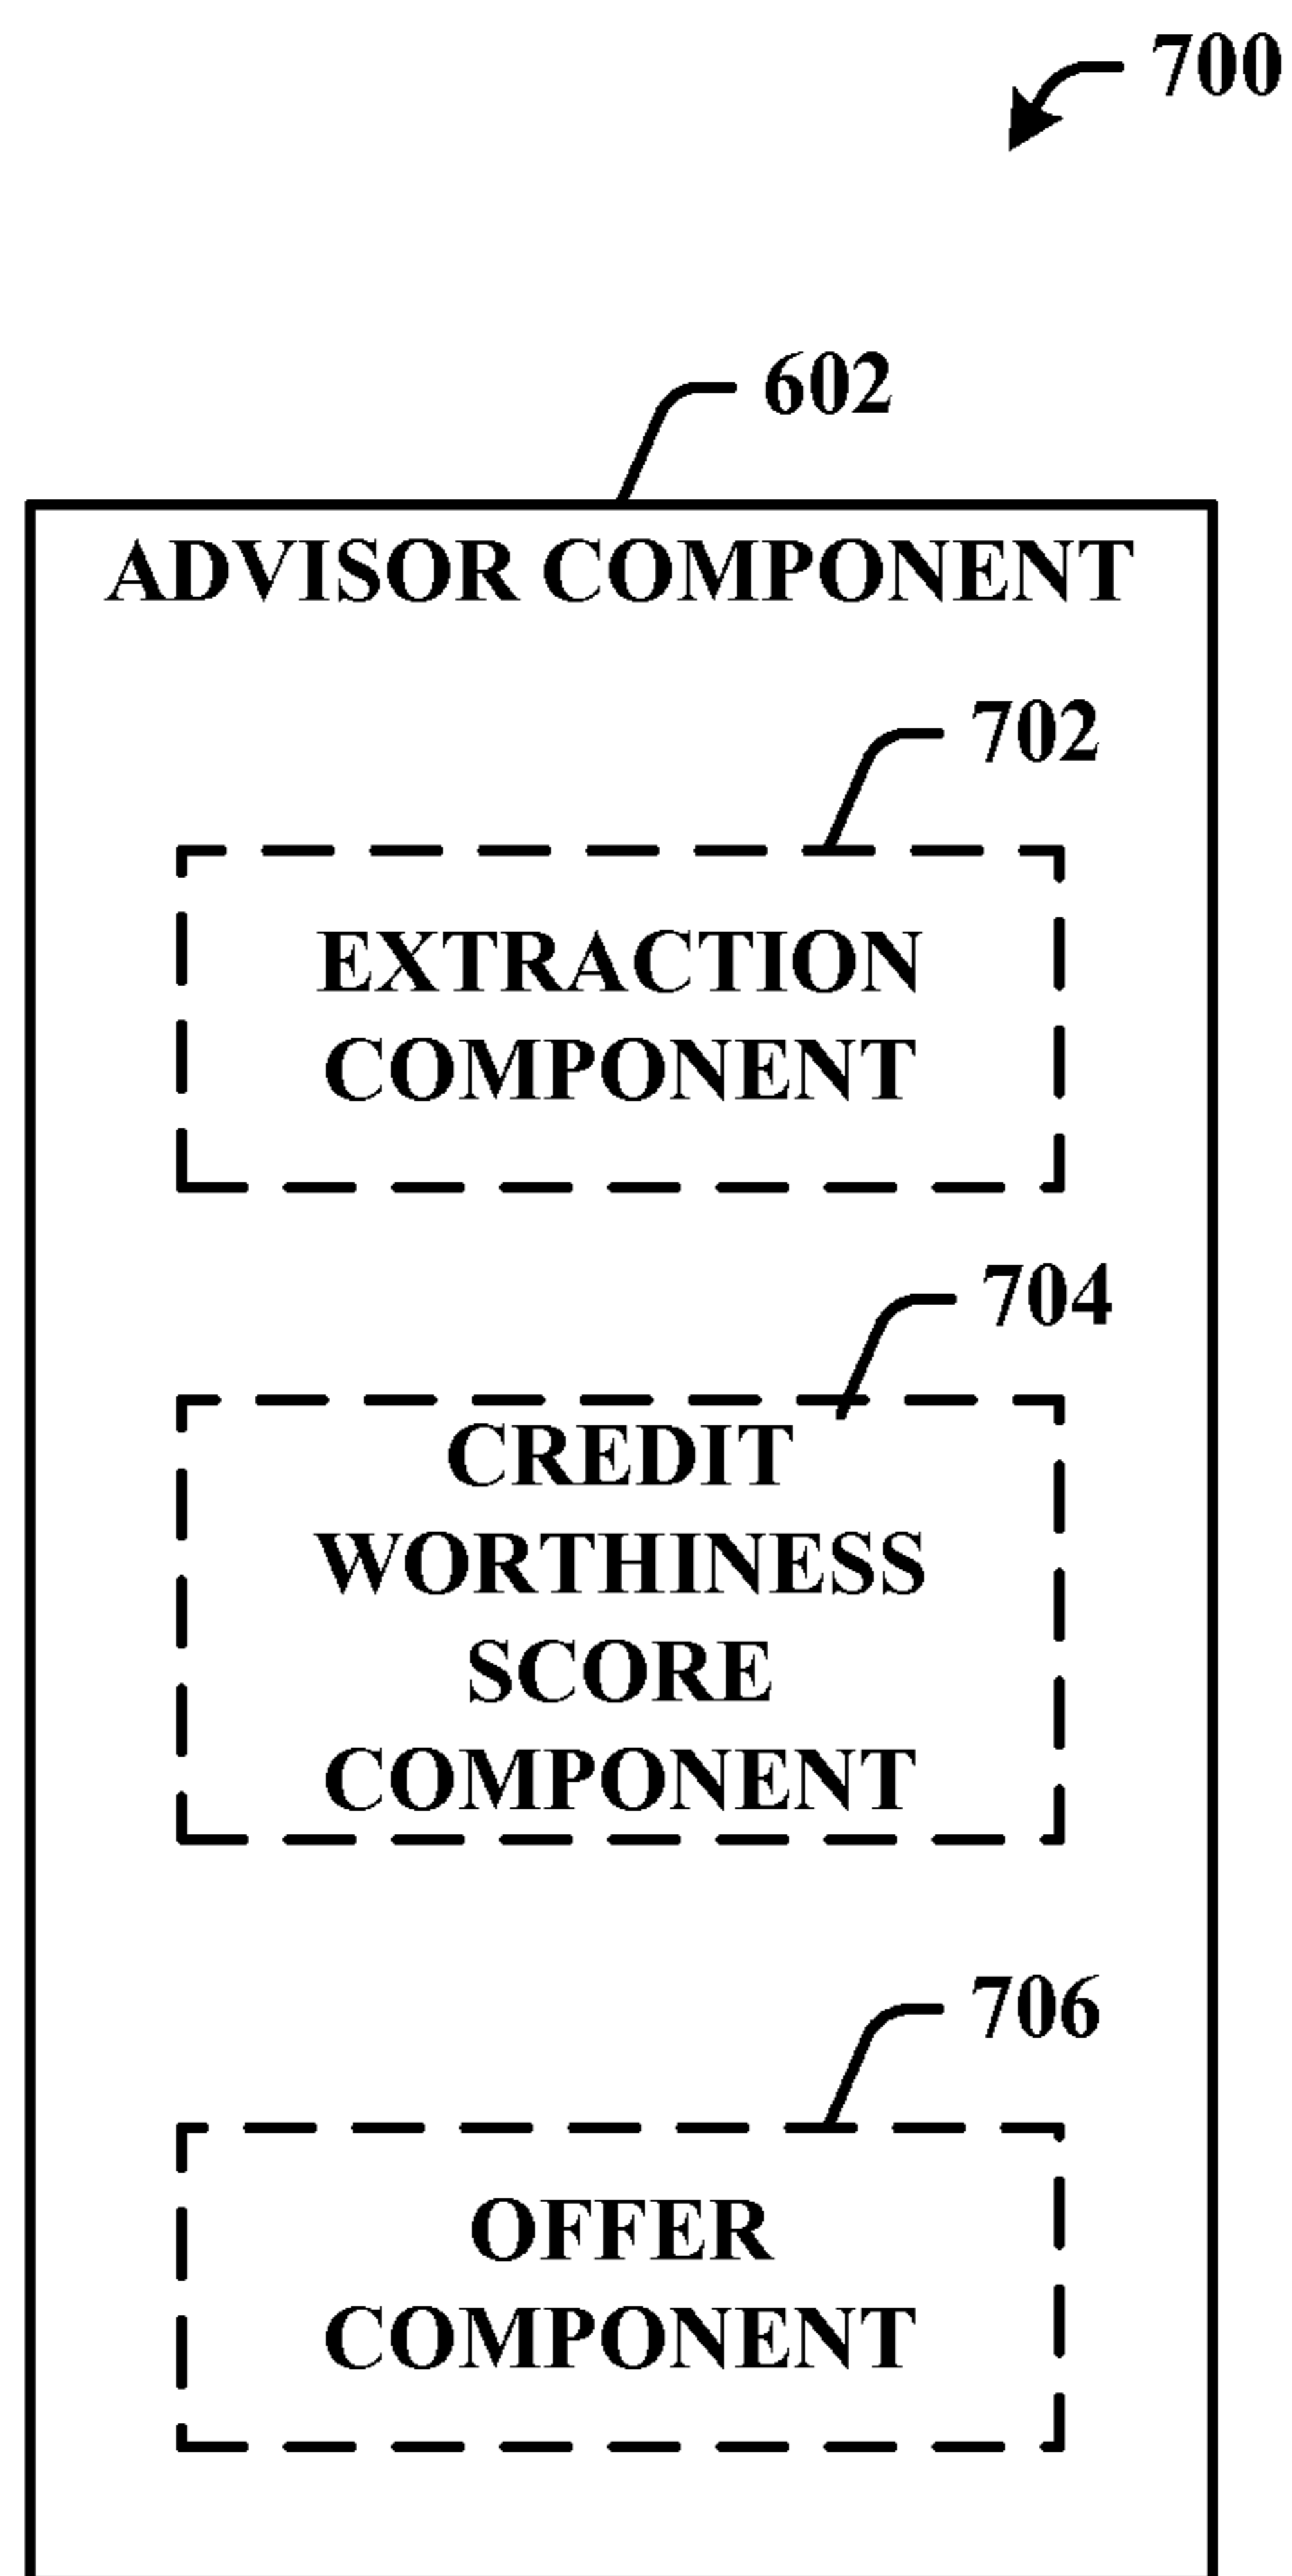 700
602
ADVISOR COMPONENT
702
EXTRACTION
COMPONENT
704
CREDIT
WORTHINESS
SCORE
COMPONENT
706
OFFER
COMPONENT